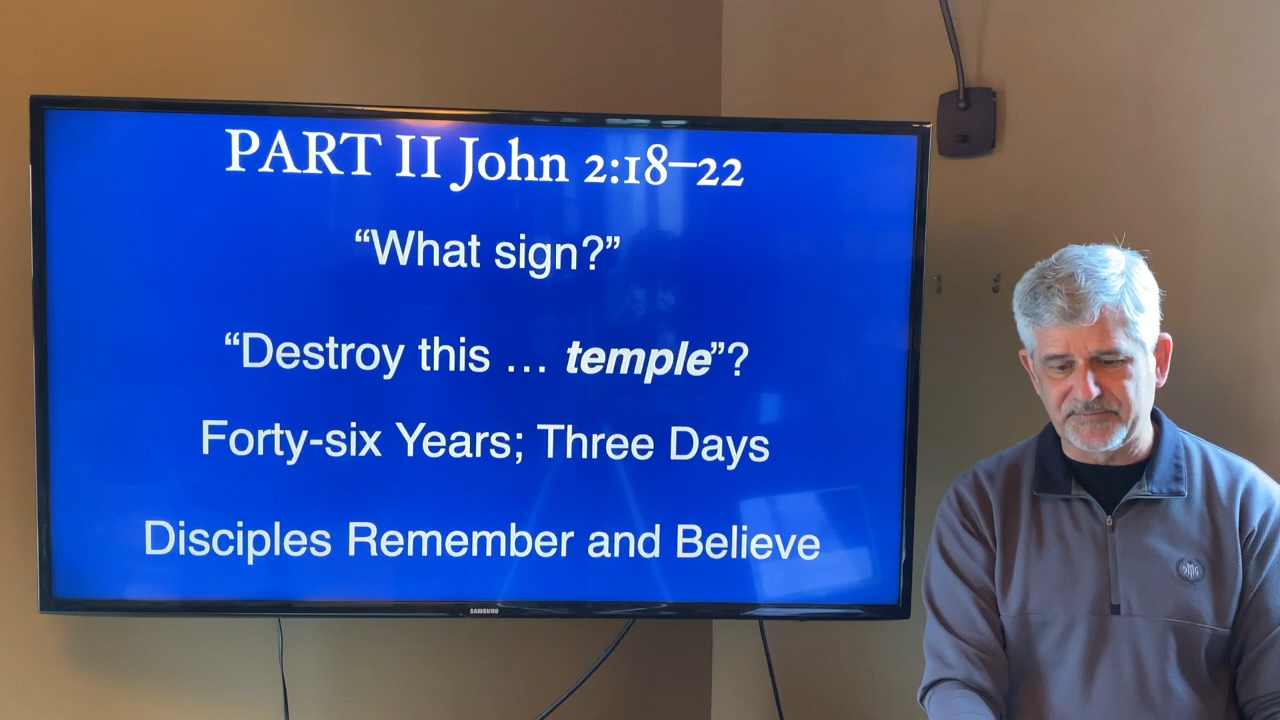 PART II John 2:18–22
“What sign?”
“Destroy this … temple”?
Forty-six Years; Three Days
Disciples Remember and Believe
SAMSUNG